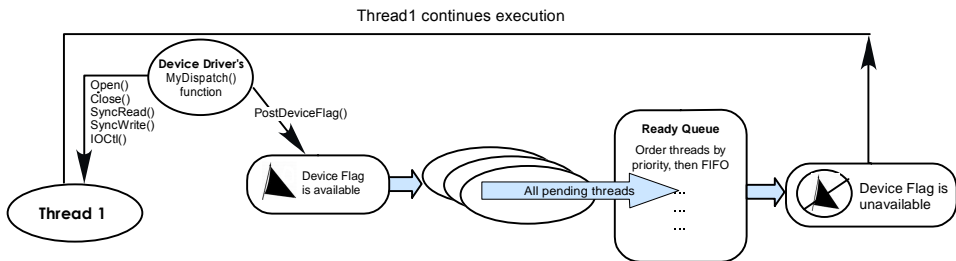 Thread1 continues execution
Device Driver's
MyDispatch()
function
Open()
Close()
SyncRead()
SyncWrite()
IOCtl()
PostDeviceFlag()
Thread 1
Device Flag
is available
All pending threads
Ready Queue
Order threads by
priority, then FIFO
...
...
...
Device Flag is
unavailable